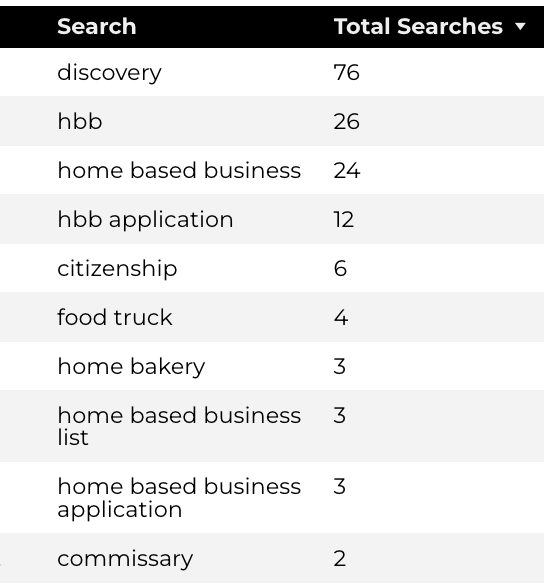 Search Total Searches ▼
discovery 76
hbb 26
home based business 24
hbb application 12
citizenship 6
food truck 4
home bakery 3
home based business 3
list
home based business 3
application
commissary 2